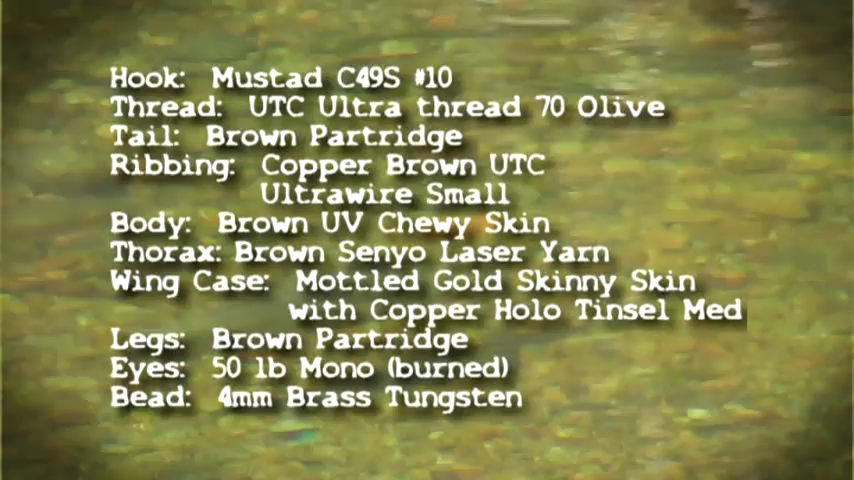 Hook: Mustad C49S #10
Thread: UTC Ultra thread 70 Olive
Tail: Brown Partridge
Ribbing: Copper Brown UTC
Ultrawire Small
Body: Brown UV Chewy Skin
Thorax: Brown Senyo Laser Yarn
Wing Case: Mottled Gold Skinny Skin
with Copper Holo Tinsel Med
Legs: Brown Partridge
Eyes: 50 lb Mono (burned)
Bead: 4mm Brass Tungsten